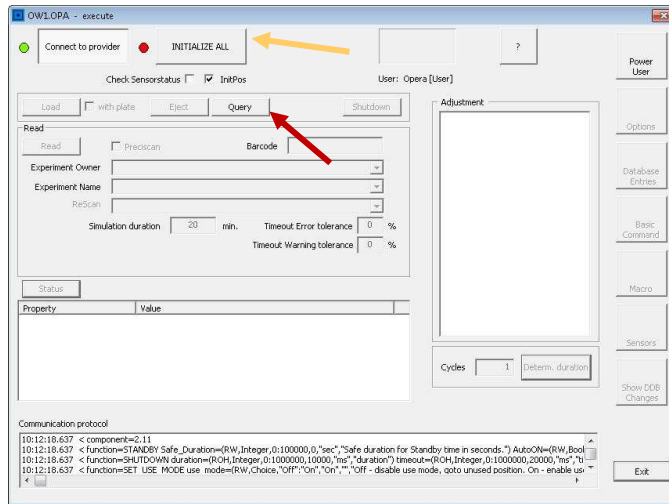 OW1.OPA - execute
Connect to provider
INITIALIZE ALL
?
Power User
Check Sensorstatus
InitPos
User: Opera [User]
Load
with plate
Eject
Query
Shutdown
Adjustment
Options
Read
Read
Preciscan
Barcode
Experiment Owner
Experiment Name
ReScan
Database Entries
Simulation duration 20 min.
Timeout Error tolerance 0 %
Timeout Warning tolerance 0 %
Basic Command
Status
Macro
Property Value
Sensors
Cycles 1 Determ. duration
Show DDB Changes
Communication protocol
10:12:18.637 < component=2.11
10:12:18.637 < function=STANDBY Safe_Duration=(RW,Integer,0:100000,0,"sec","Safe duration for Standby time in seconds.") AutoON=(RW,Bool
10:12:18.637 < function=SHUTDOWN duration=(ROH,Integer,0:1000000,10000,"ms","duration") timeout=(ROH,Integer,0:1000000,20000,"ms","ti
10:12:18.637 < function=SET_USE_MODE use_mode=(RW,Choice,"Off":"On","On","","Off - disable use mode, goto unused position. On - enable use
Exit